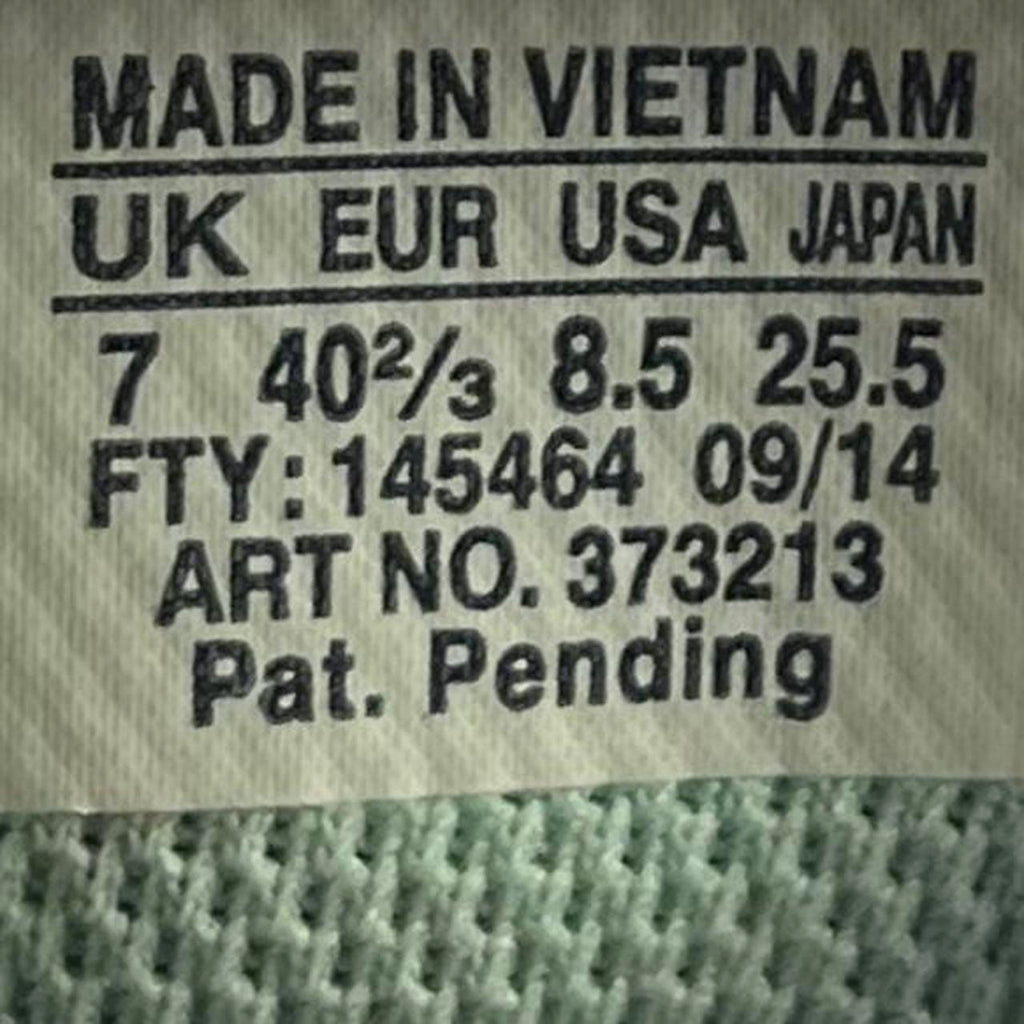 MADE IN VIETNAM
UK EUR USA JAPAN
7 40²/₃ 8.5 25.5
FTY: 145464 09/14
ART NO. 373213
Pat. Pending